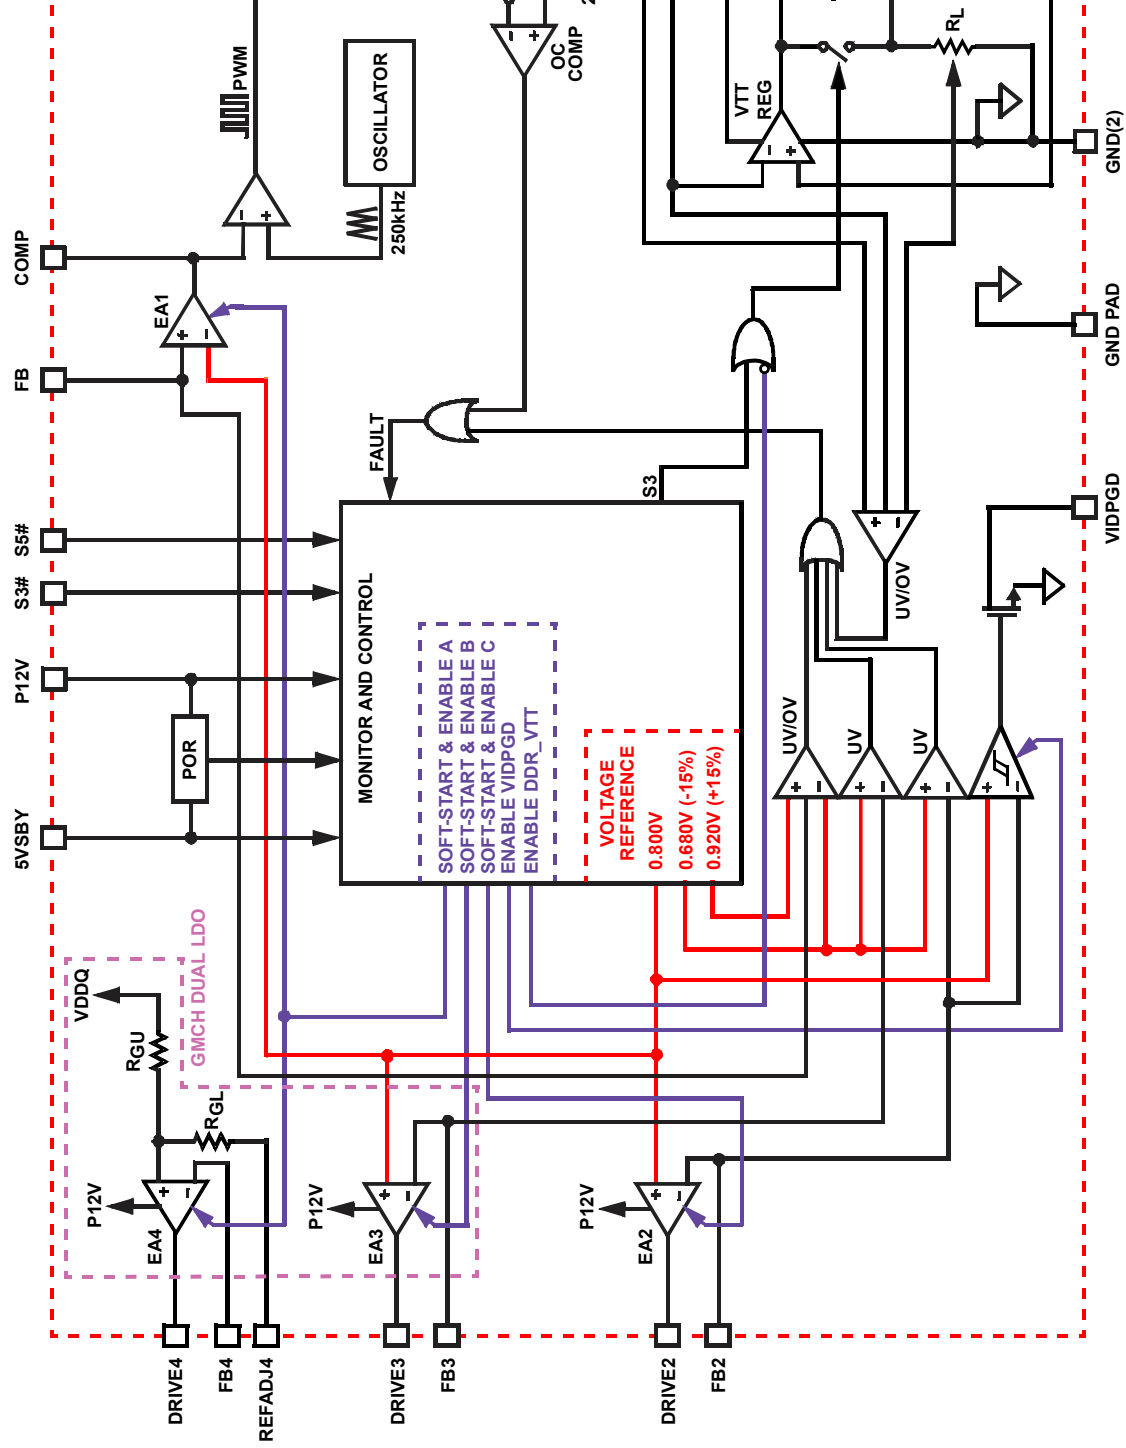 PWM
OSCILLATOR
250kHz
OC
COMP
VTT
REG
RL
GND(2)
COMP
EA1
FB
GND PAD
FAULT
S3
S5#
S3#
P12V
POR
5VSBY
MONITOR AND CONTROL
SOFT-START & ENABLE A
SOFT-START & ENABLE B
SOFT-START & ENABLE C
ENABLE VIDPGD
ENABLE DDR_VTT
VOLTAGE
REFERENCE
0.800V
0.680V (-15%)
0.920V (+15%)
UV/OV
UV/OV
UV
UV
VIDPGD
VDDQ
RGU
GMCH DUAL LDO
RGL
P12V
EA4
P12V
EA3
P12V
EA2
DRIVE4
FB4
REFADJ4
DRIVE3
FB3
DRIVE2
FB2